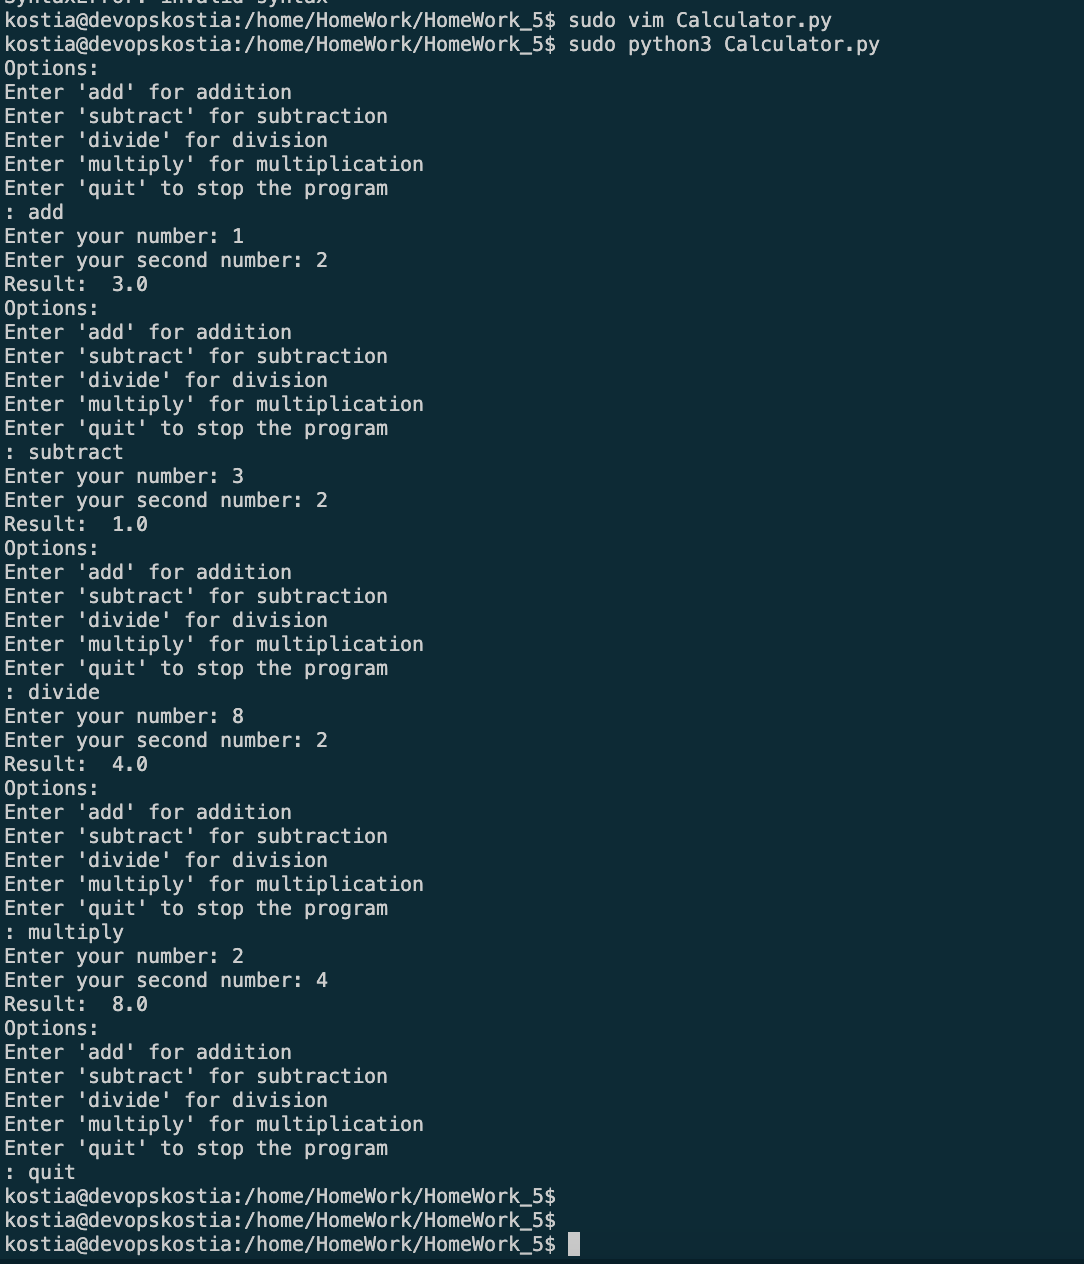 SyntaxError: invalid syntax
kostia@devopskostia:/home/HomeWork/HomeWork_5$ sudo vim Calculator.py
kostia@devopskostia:/home/HomeWork/HomeWork_5$ sudo python3 Calculator.py
Options:
Enter 'add' for addition
Enter 'subtract' for subtraction
Enter 'divide' for division
Enter 'multiply' for multiplication
Enter 'quit' to stop the program
: add
Enter your number: 1
Enter your second number: 2
Result:  3.0
Options:
Enter 'add' for addition
Enter 'subtract' for subtraction
Enter 'divide' for division
Enter 'multiply' for multiplication
Enter 'quit' to stop the program
: subtract
Enter your number: 3
Enter your second number: 2
Result:  1.0
Options:
Enter 'add' for addition
Enter 'subtract' for subtraction
Enter 'divide' for division
Enter 'multiply' for multiplication
Enter 'quit' to stop the program
: divide
Enter your number: 8
Enter your second number: 2
Result:  4.0
Options:
Enter 'add' for addition
Enter 'subtract' for subtraction
Enter 'divide' for division
Enter 'multiply' for multiplication
Enter 'quit' to stop the program
: multiply
Enter your number: 2
Enter your second number: 4
Result:  8.0
Options:
Enter 'add' for addition
Enter 'subtract' for subtraction
Enter 'divide' for division
Enter 'multiply' for multiplication
Enter 'quit' to stop the program
: quit
kostia@devopskostia:/home/HomeWork/HomeWork_5$
kostia@devopskostia:/home/HomeWork/HomeWork_5$
kostia@devopskostia:/home/HomeWork/HomeWork_5$